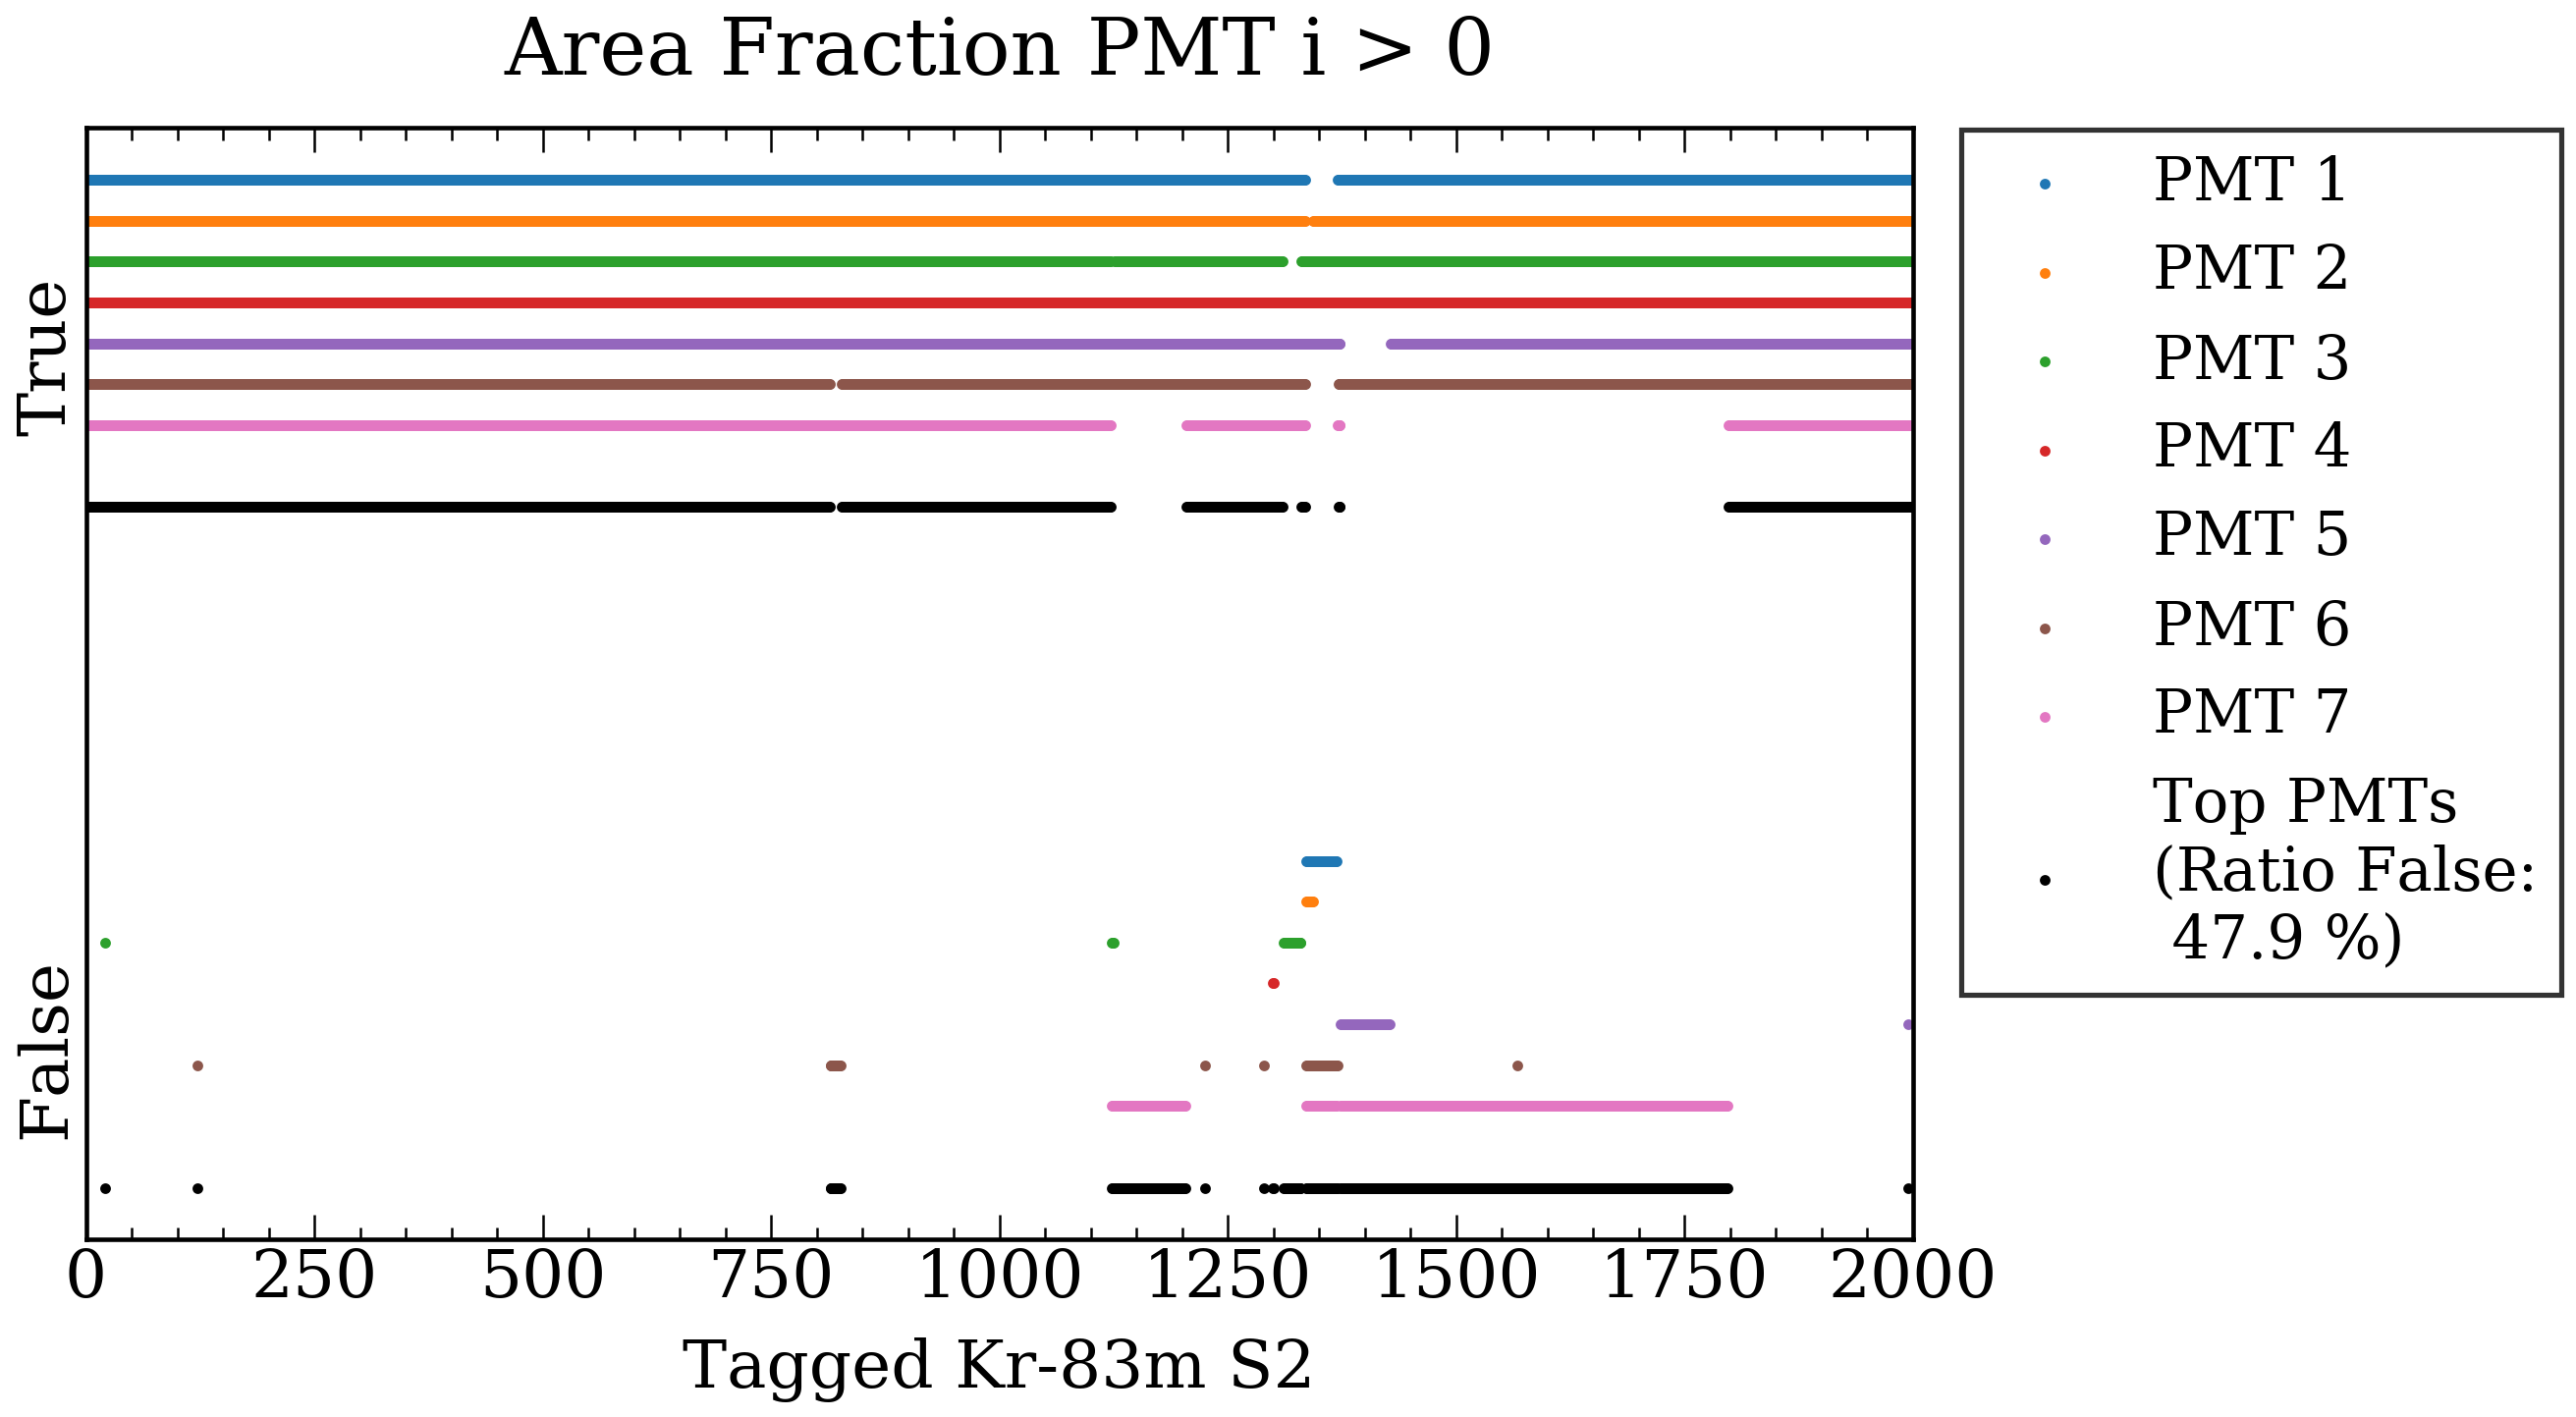 Area Fraction PMT i > 0
True
False
0 250 500 750 1000 1250 1500 1750 2000
Tagged Kr-83m S2
PMT 1
PMT 2
PMT 3
PMT 4
PMT 5
PMT 6
PMT 7
Top PMTs
(Ratio False:
47.9 %)